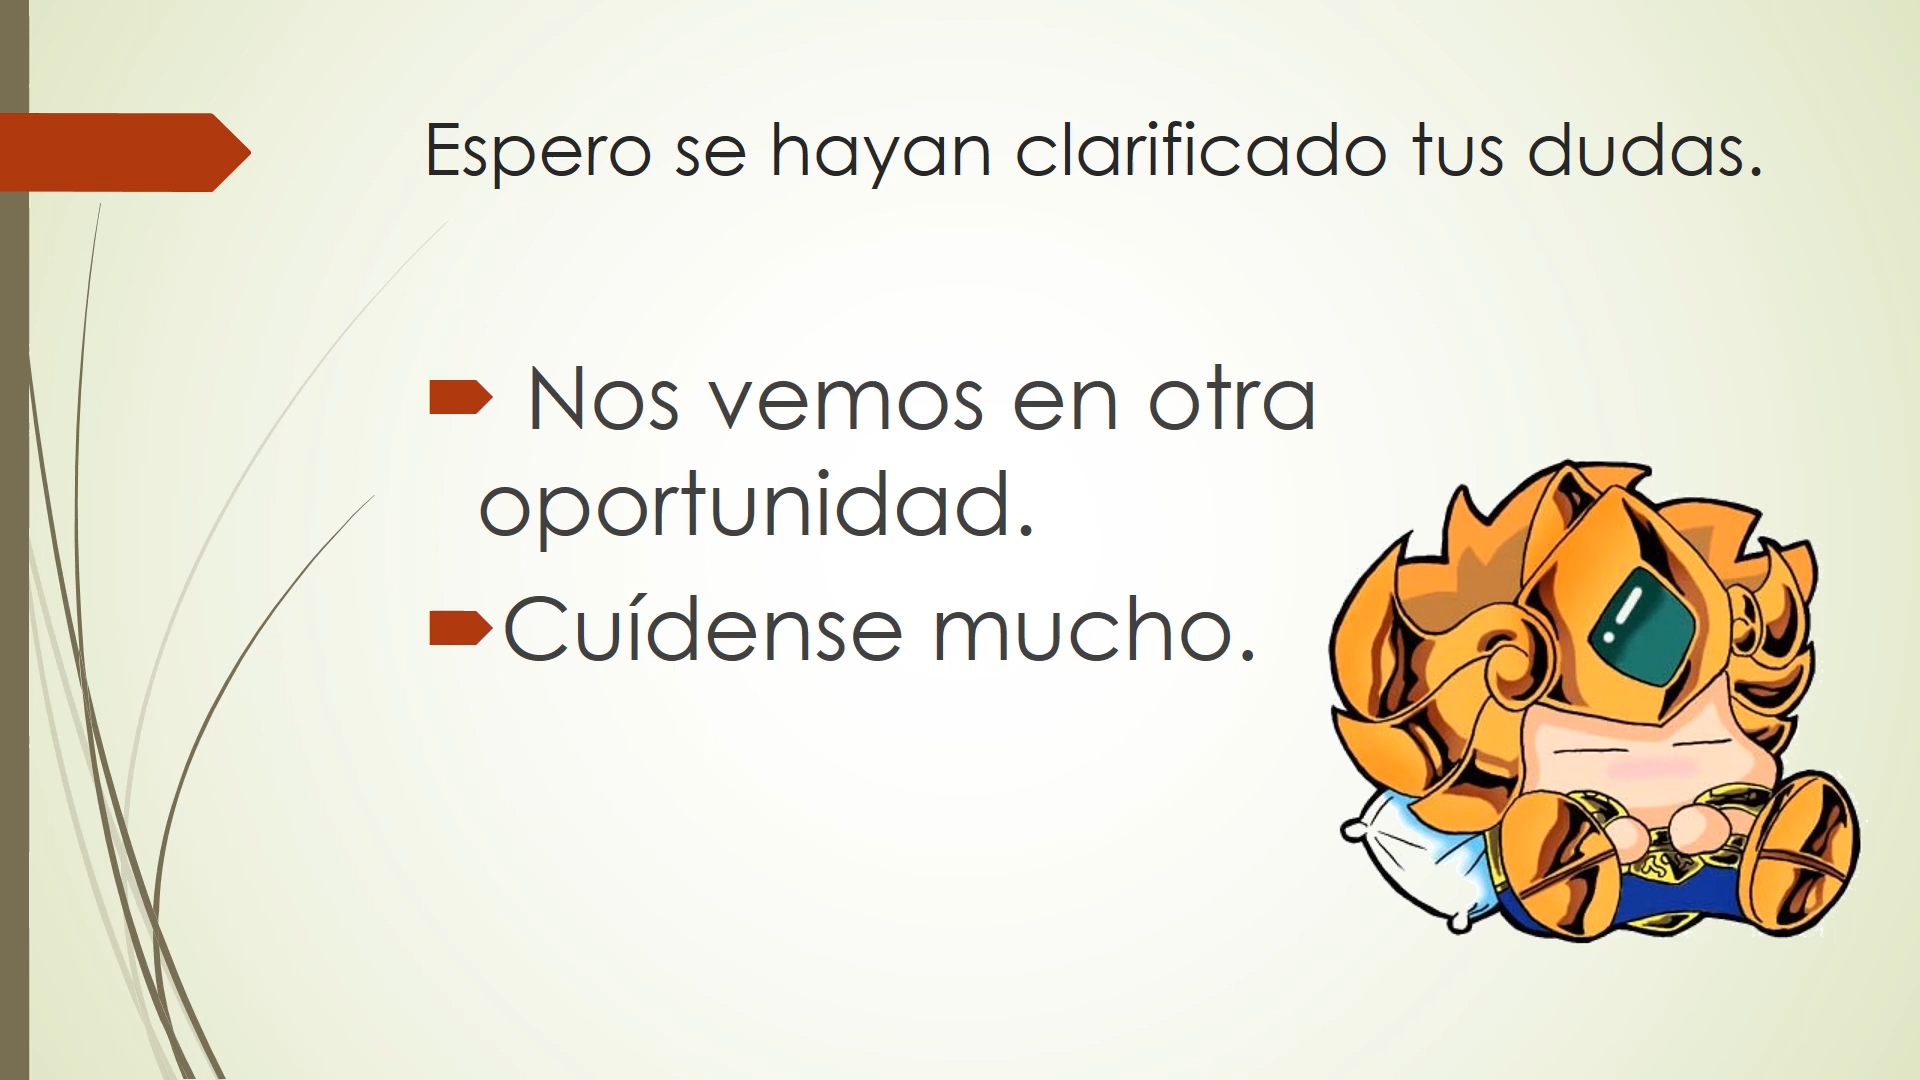 Espero se hayan clarificado tus dudas.
Nos vemos en otra
oportunidad.
Cuídense mucho.